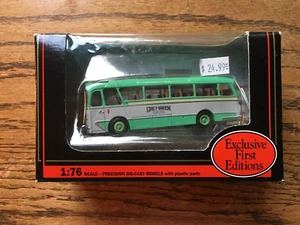 $ 24.99
Exclusive
First
Editions
1:76 SCALE - PRECISION DIE-CAST MODELS with plastic parts